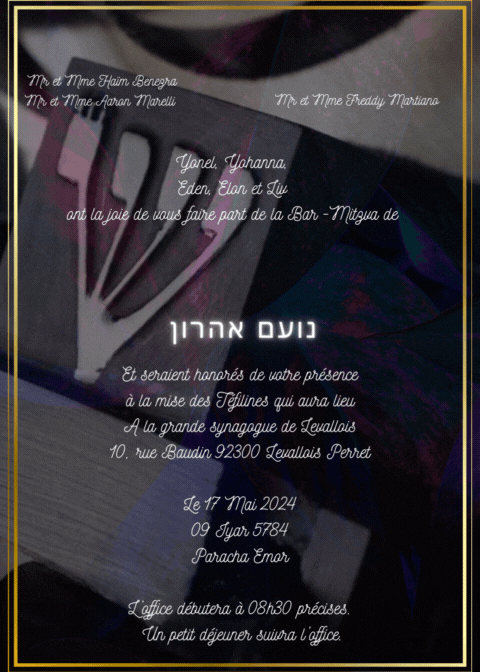 Mr et Mme Haim Benezra
Mr et Mme Aaron Marelli
Mr et Mme Freddy Martiano
Yonel, Yohanna,
Eden, Elon et Liv
ont la joie de vous faire part de la Bar -Mitzva de
נועם אהרון
Et seraient honorés de votre présence
à la mise des Téfilines qui aura lieu
A la grande synagogue de Levallois
10, rue Baudin 92300 Levallois Perret
Le 17 Mai 2024
09 Iyar 5784
Paracha Emor
L'office débutera à 08h30 précises.
Un petit déjeuner suivra l'office.
ש